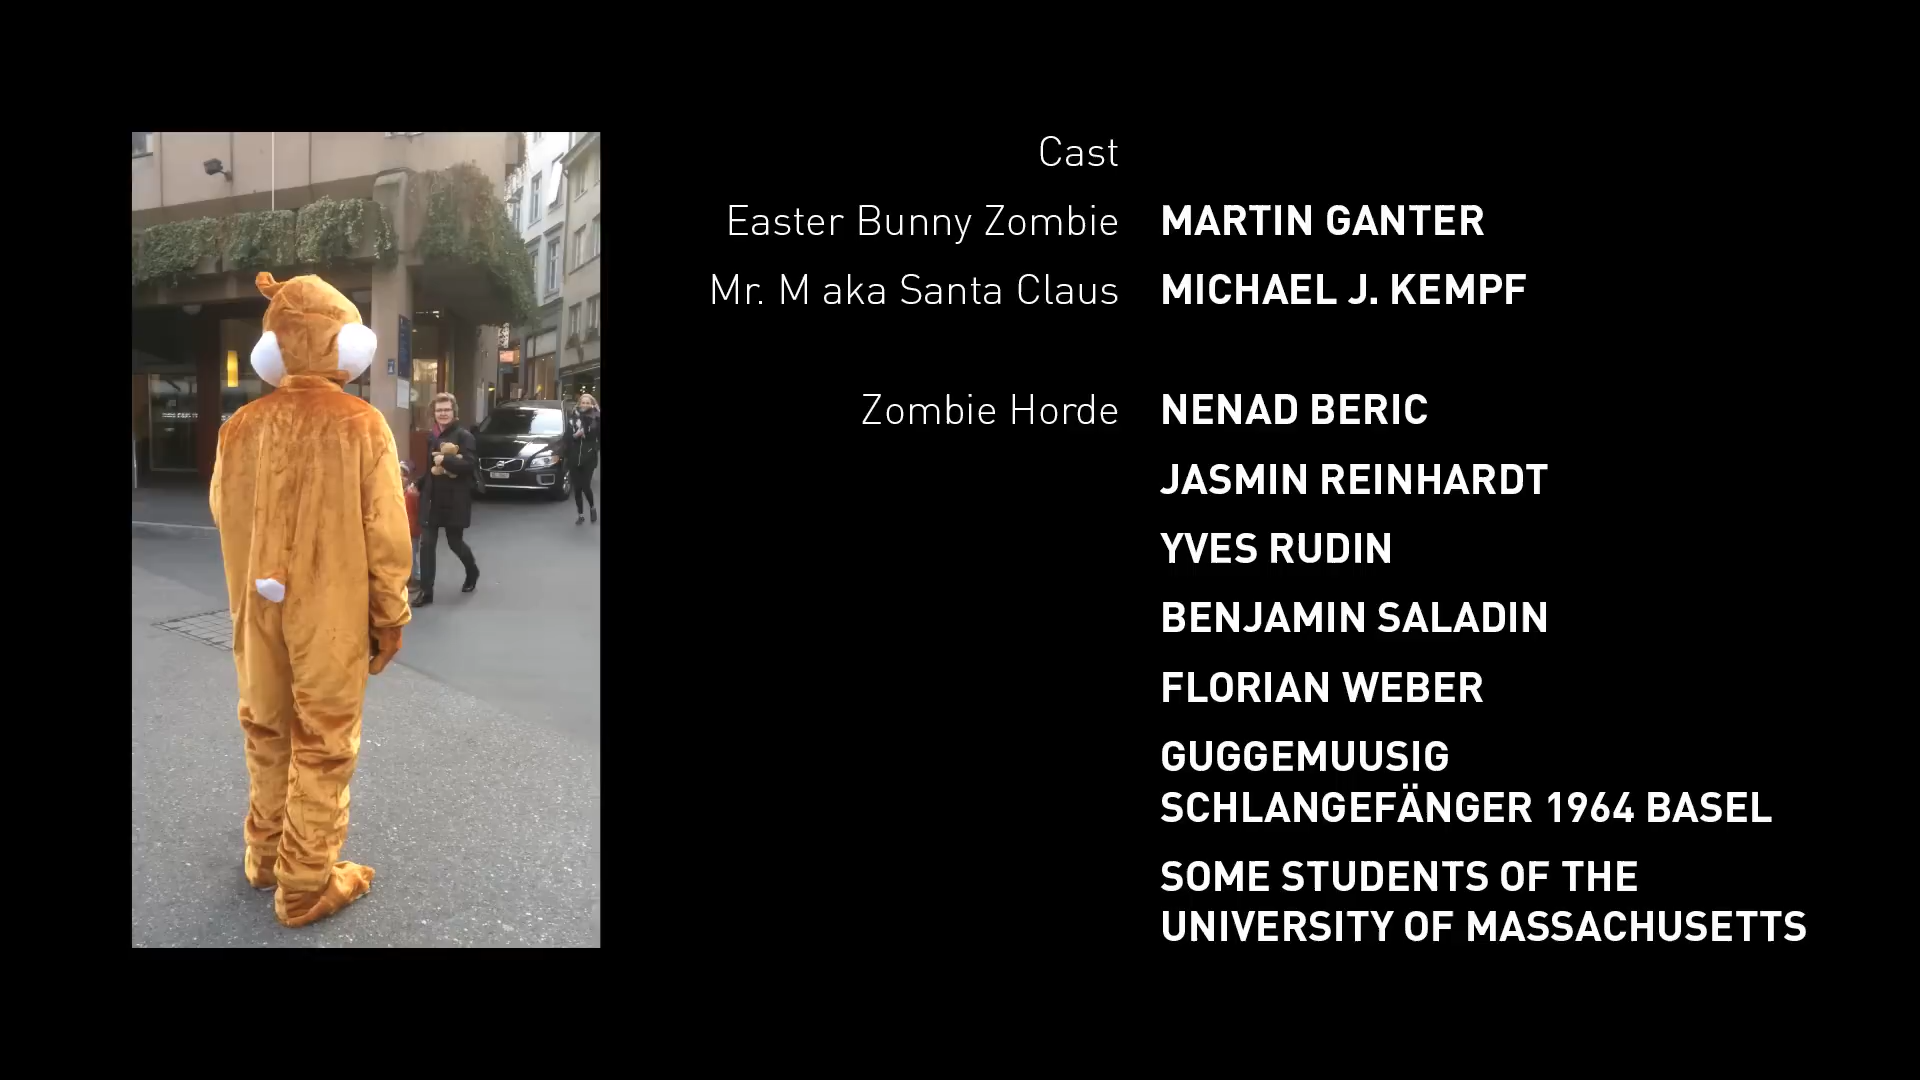 Cast
Easter Bunny Zombie MARTIN GANTER
Mr. M aka Santa Claus MICHAEL J. KEMPF
Zombie Horde NENAD BERIC
JASMIN REINHARDT
YVES RUDIN
BENJAMIN SALADIN
FLORIAN WEBER
GUGGEMUUSIG
SCHLANGEFÄNGER 1964 BASEL
SOME STUDENTS OF THE
UNIVERSITY OF MASSACHUSETTS